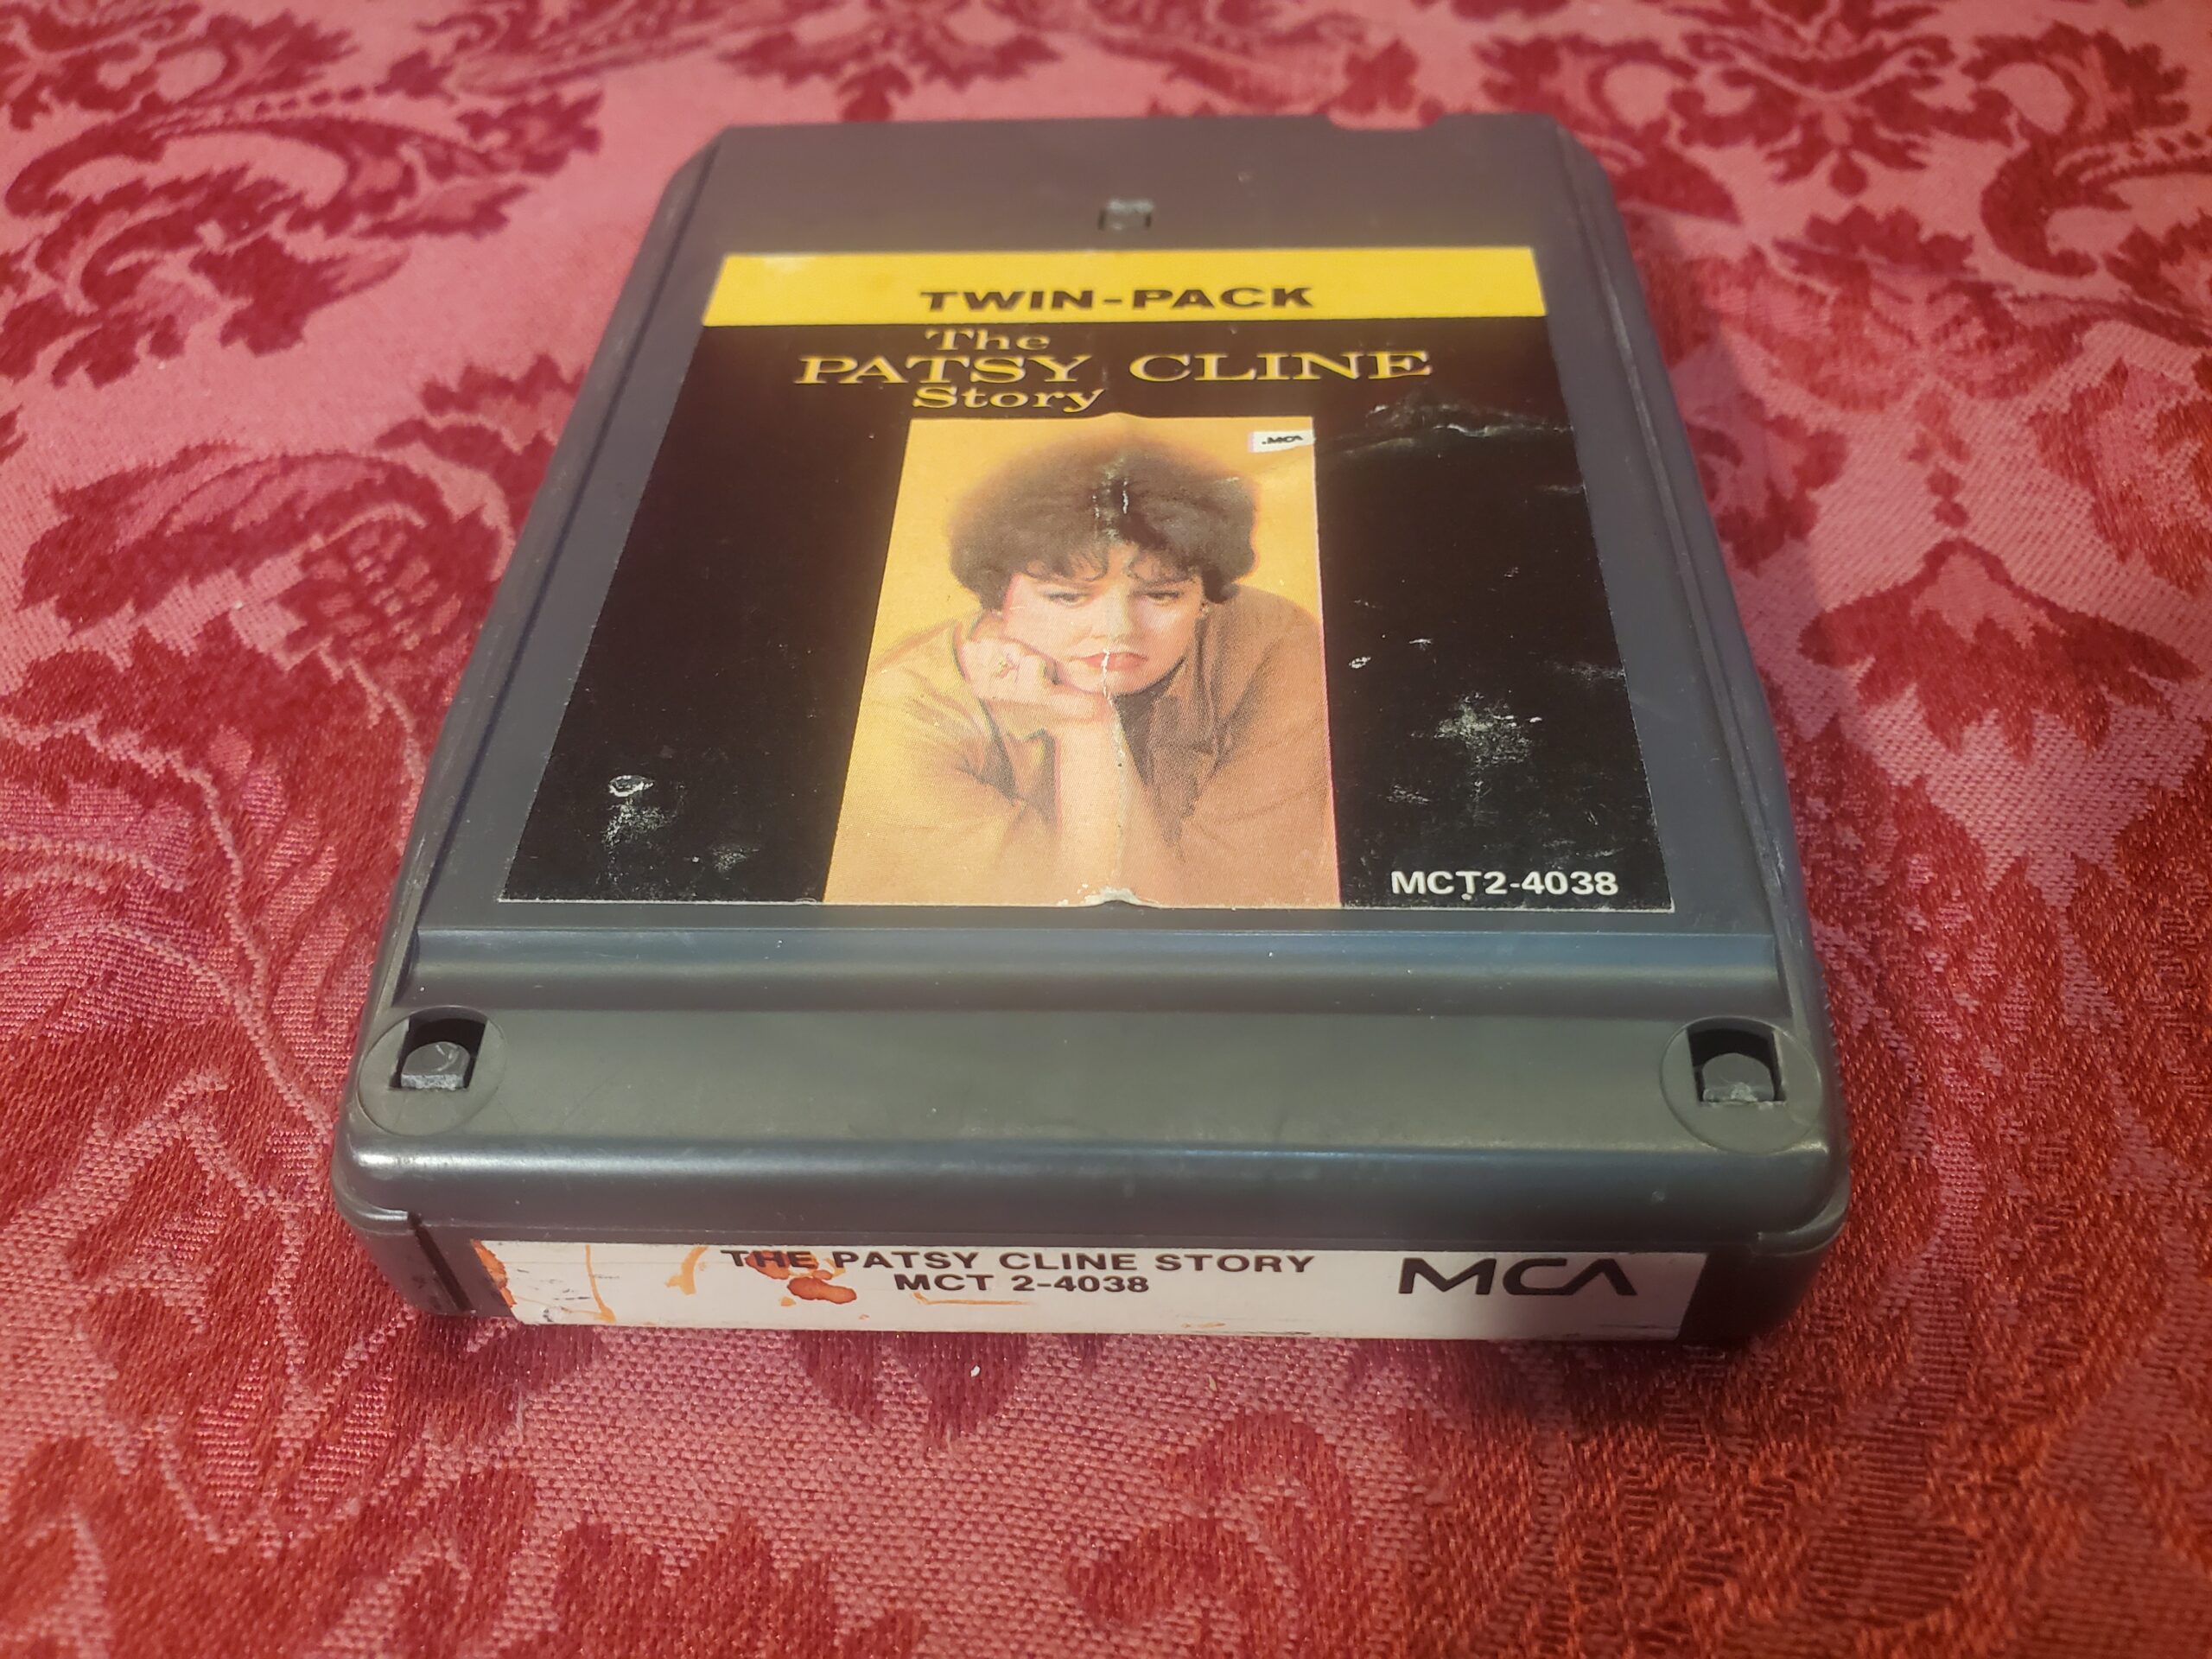 TWIN-PACK
The
PATSY CLINE
Story
MCA
MCT2-4038
THE PATSY CLINE STORY
MCT 2-4038
MCA